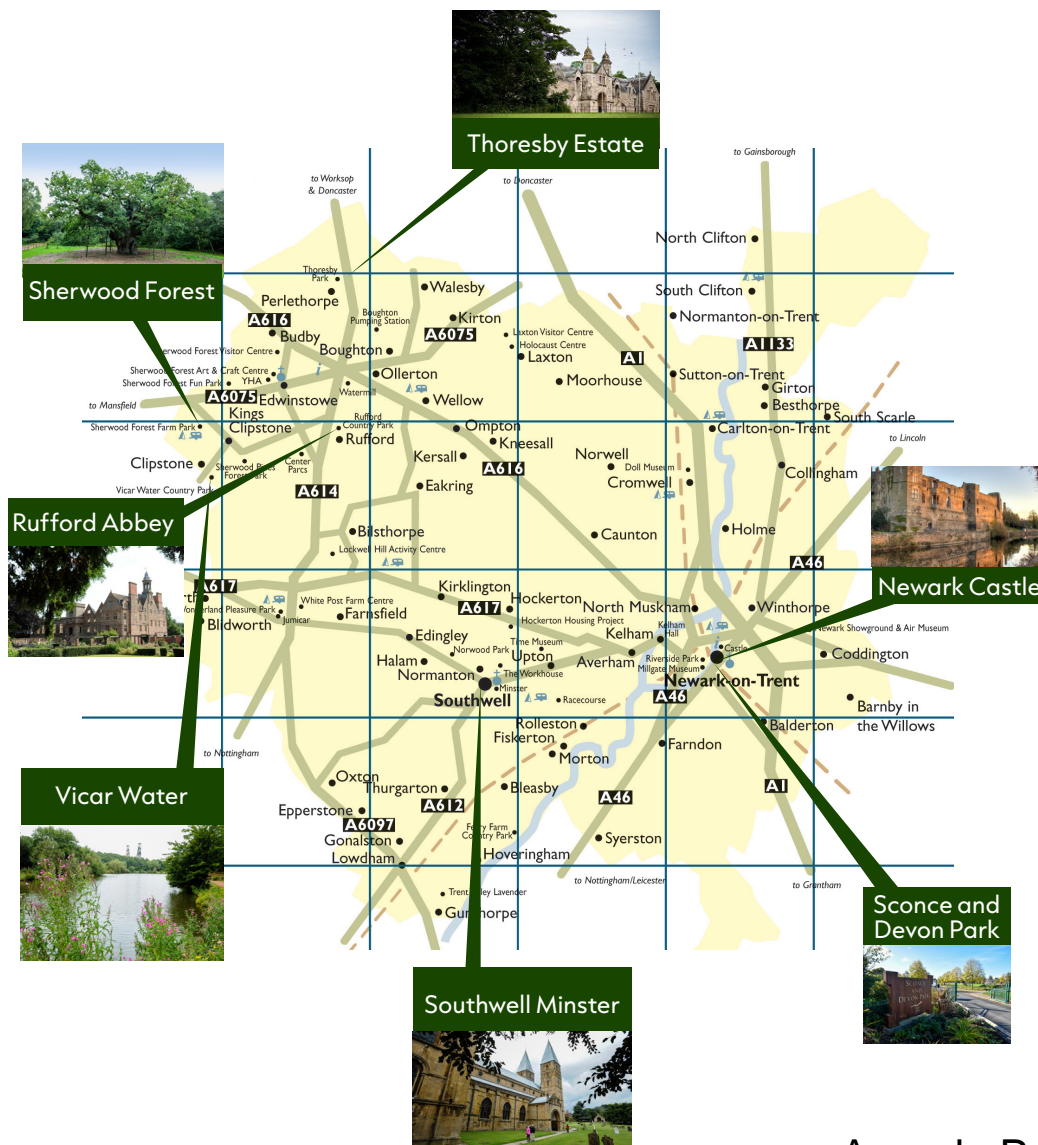 Thoresby Estate
to Gainsborough
to Worksop
& Doncaster
to Doncaster
North Clifton
Thoresby
Park
Sherwood Forest
Perlethorpe
Walesby
South Clifton
A616
Boughton
Pumping Station
Kirton
Normanton-on-Trent
Budby
A6075
Laxton Visitor Centre
Holocaust Centre
A1133
Sherwood Forest Visitor Centre
Boughton
Laxton
A1
Sherwood Forest Art & Craft Centre
Ollerton
Sutton-on-Trent
Sherwood Forest Fun Park
YHA
Watermill
Moorhouse
Girton
A6075
Edwinstowe
Wellow
Besthorpe
to Mansfield
Kings
Clipstone
Rufford
Country Park
South Scarle
Sherwood Forest Farm Park
Rufford
Ompton
Carlton-on-Trent
Kneesall
to Lincoln
Clipstone
Sherwood Pines
Forest Park
Center
Parcs
Kersall
A616
Norwell
Doll Museum
Collingham
Vicar Water Country Park
A614
Eakring
Cromwell
Rufford Abbey
Bilsthorpe
Caunton
Holme
Lockwell Hill Activity Centre
A46
Newark Castle
A617
Kirklington
White Post Farm Centre
A617
Hockerton
North Muskham
Winthorpe
Wonderland Pleasure Park
Jumicar
Farnsfield
Blidworth
Hockerton Housing Project
Kelham
Kelham
Hall
Newark Showground & Air Museum
Edingley
Time Museum
Castle
Norwood Park
Upton
Averham
Riverside Park
Coddington
Halam
Millgate Museum
Normanton
The Workhouse
Newark-on-Trent
Minster
Southwell
Racecourse
A46
Barnby in
the Willows
Rolleston
Balderton
Fiskerton
Farndon
to Nottingham
Morton
Vicar Water
Oxton
Thurgarton
Bleasby
A1
A612
A46
Epperstone
A6097
Ferry Farm
Country Park
Gonalston
Syerston
Lowdham
Hoveringham
to Nottingham/Leicester
to Grantham
Trent Valley Lavender
Gunthorpe
Sconce and
Devon Park
SCONCE
AND
DEVON PARK
Southwell Minster